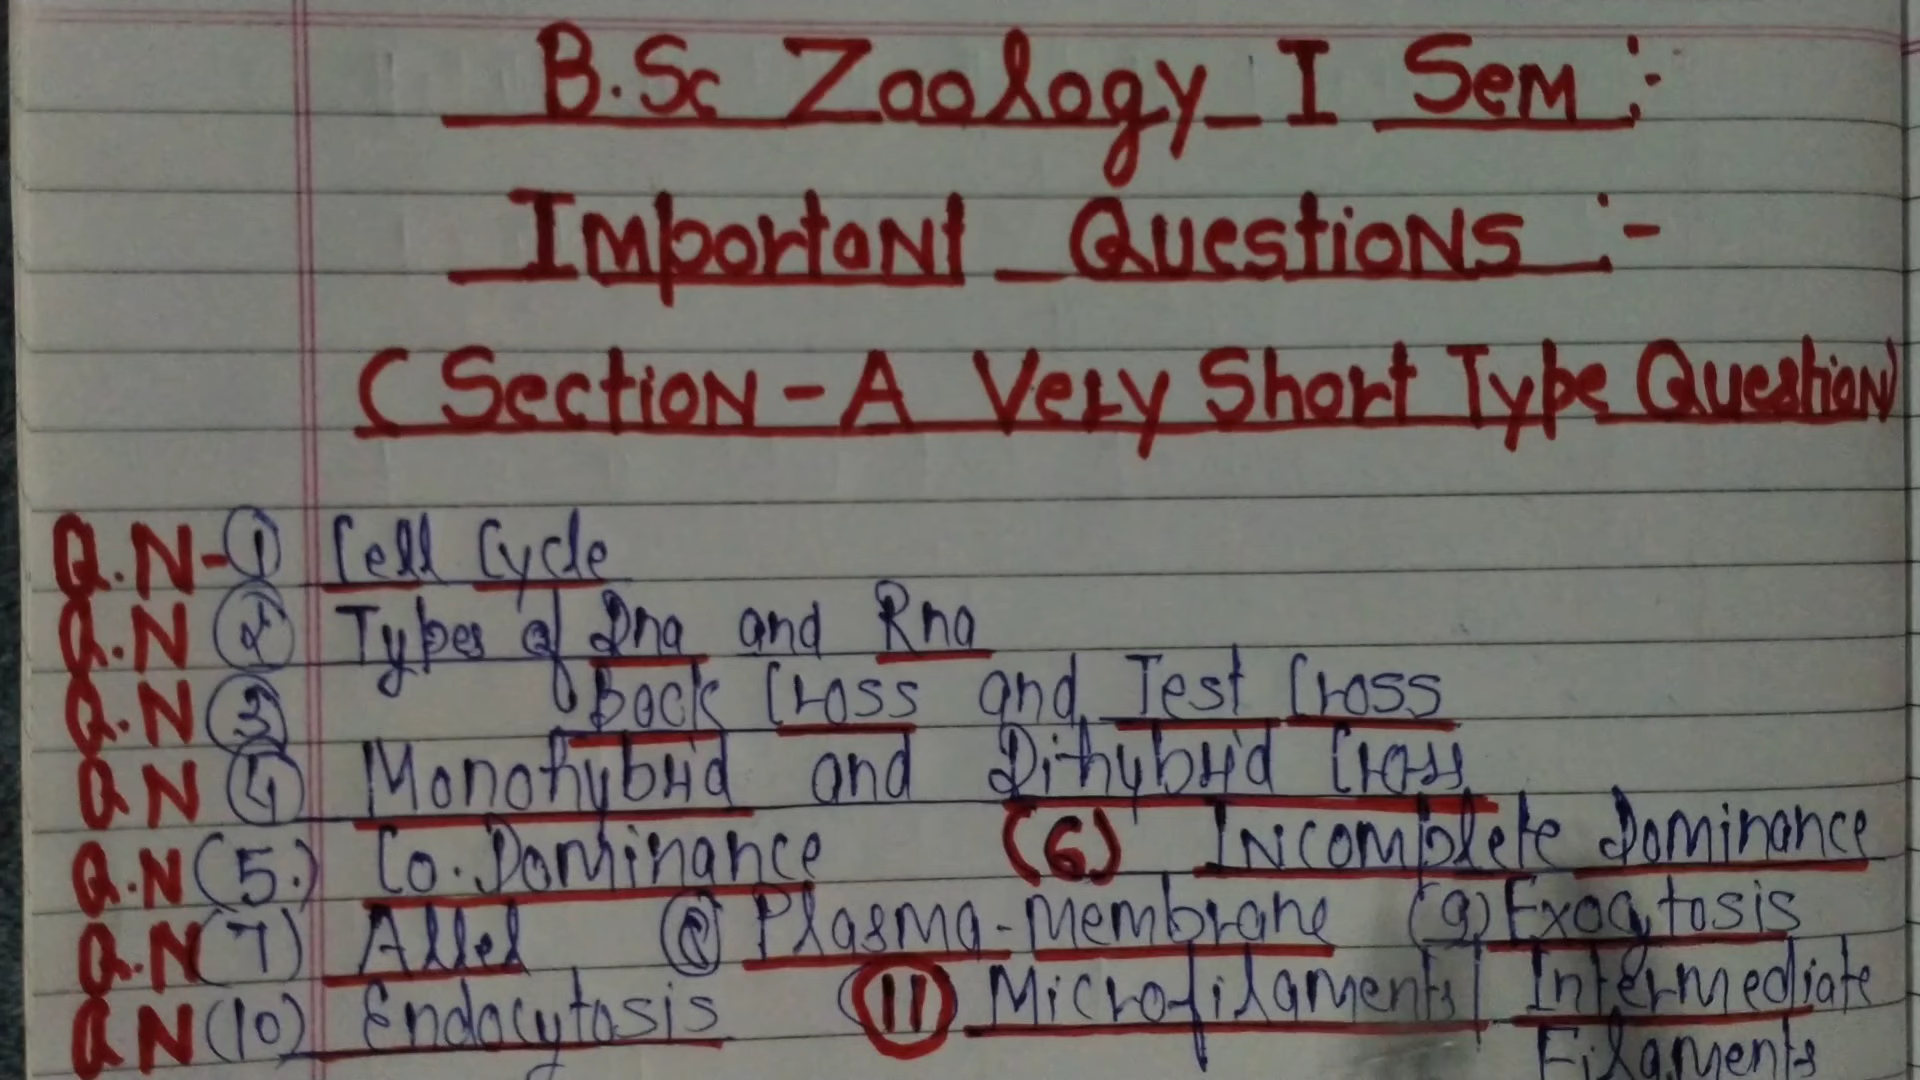 B.Sc Zoology I Sem :-
Important Questions :-
(Section - A Very Short Type Question)
Q.N-1 Cell Cycle
Q.N 2 Types of Dna and Rna
Q.N 3 Back Cross and Test Cross
Q.N 4 Monohybrid and Dihybrid Cross
Q.N (5.) Co.Dominance (6) Incomplete Dominance
Q.N (7) Allel 8 Plasma-membrane (9) Exocytosis
Q.N (10) Endocytosis (11) Microfilaments | Intermediate
Filaments